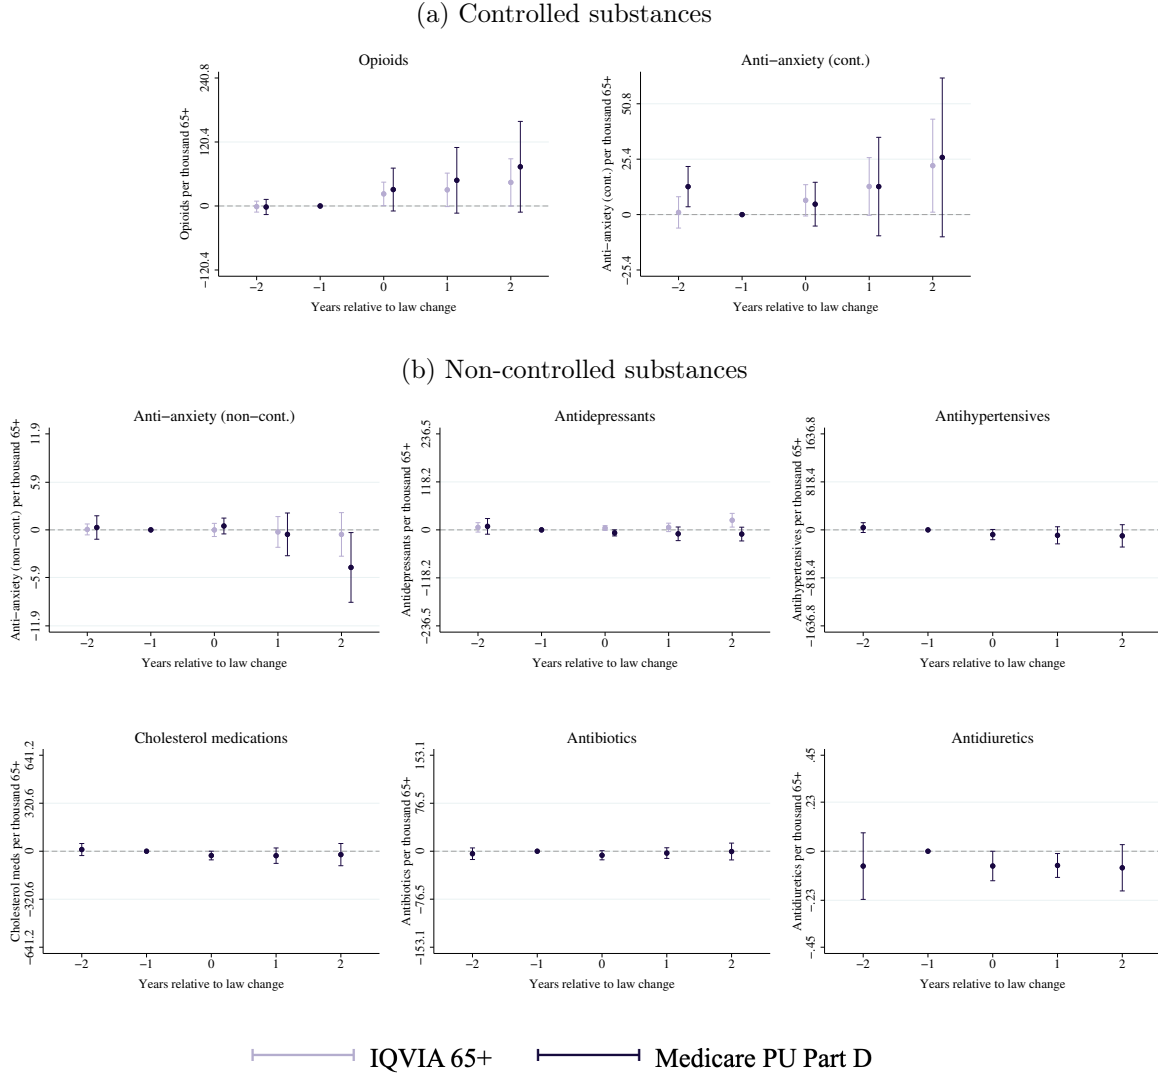 (a) Controlled substances
Opioids
Opioids per thousand 65+
240.8
120.4
0
−120.4
−2 −1 0 1 2
Years relative to law change
Anti−anxiety (cont.)
Anti−anxiety (cont.) per thousand 65+
50.8
25.4
0
−25.4
−2 −1 0 1 2
Years relative to law change
(b) Non-controlled substances
Anti−anxiety (non−cont.)
Anti−anxiety (non−cont.) per thousand 65+
11.9
5.9
0
−5.9
−11.9
−2 −1 0 1 2
Years relative to law change
Antidepressants
Antidepressants per thousand 65+
236.5
118.2
0
−118.2
−236.5
−2 −1 0 1 2
Years relative to law change
Antihypertensives
Antihypertensives per thousand 65+
1636.8
818.4
0
−818.4
−1636.8
−2 −1 0 1 2
Years relative to law change
Cholesterol medications
Cholesterol meds per thousand 65+
641.2
320.6
0
−320.6
−641.2
−2 −1 0 1 2
Years relative to law change
Antibiotics
Antibiotics per thousand 65+
153.1
76.5
0
−76.5
−153.1
−2 −1 0 1 2
Years relative to law change
Antidiuretics
Antidiuretics per thousand 65+
.45
.23
0
−.23
−.45
−2 −1 0 1 2
Years relative to law change
IQVIA 65+ Medicare PU Part D